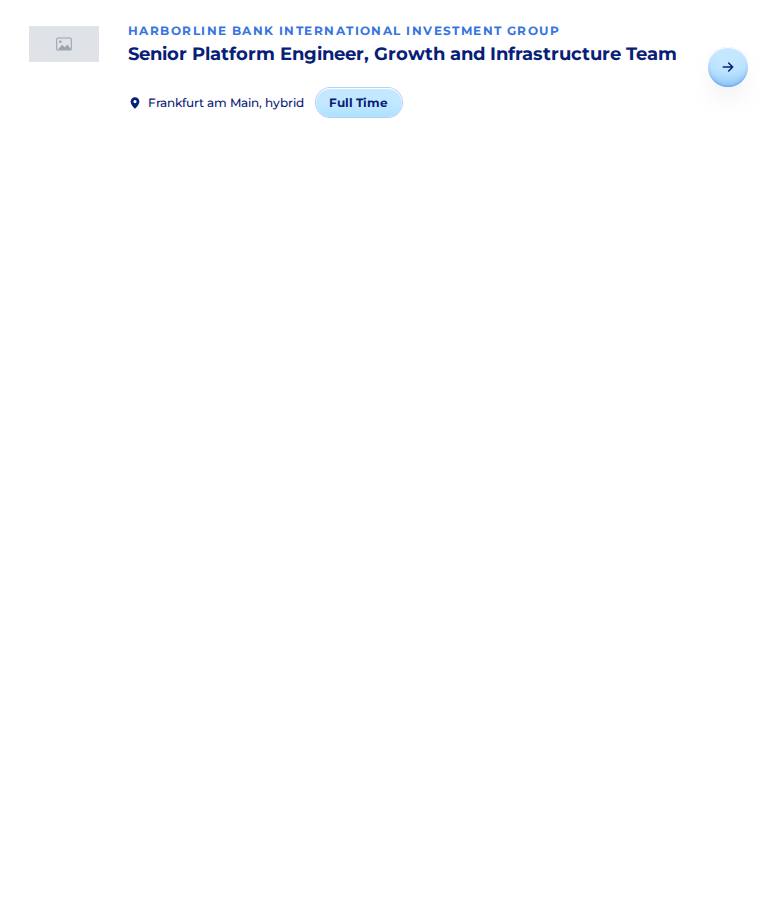 HARBORLINE BANK INTERNATIONAL INVESTMENT GROUP
Senior Platform Engineer, Growth and Infrastructure Team
Frankfurt am Main, hybrid Full Time